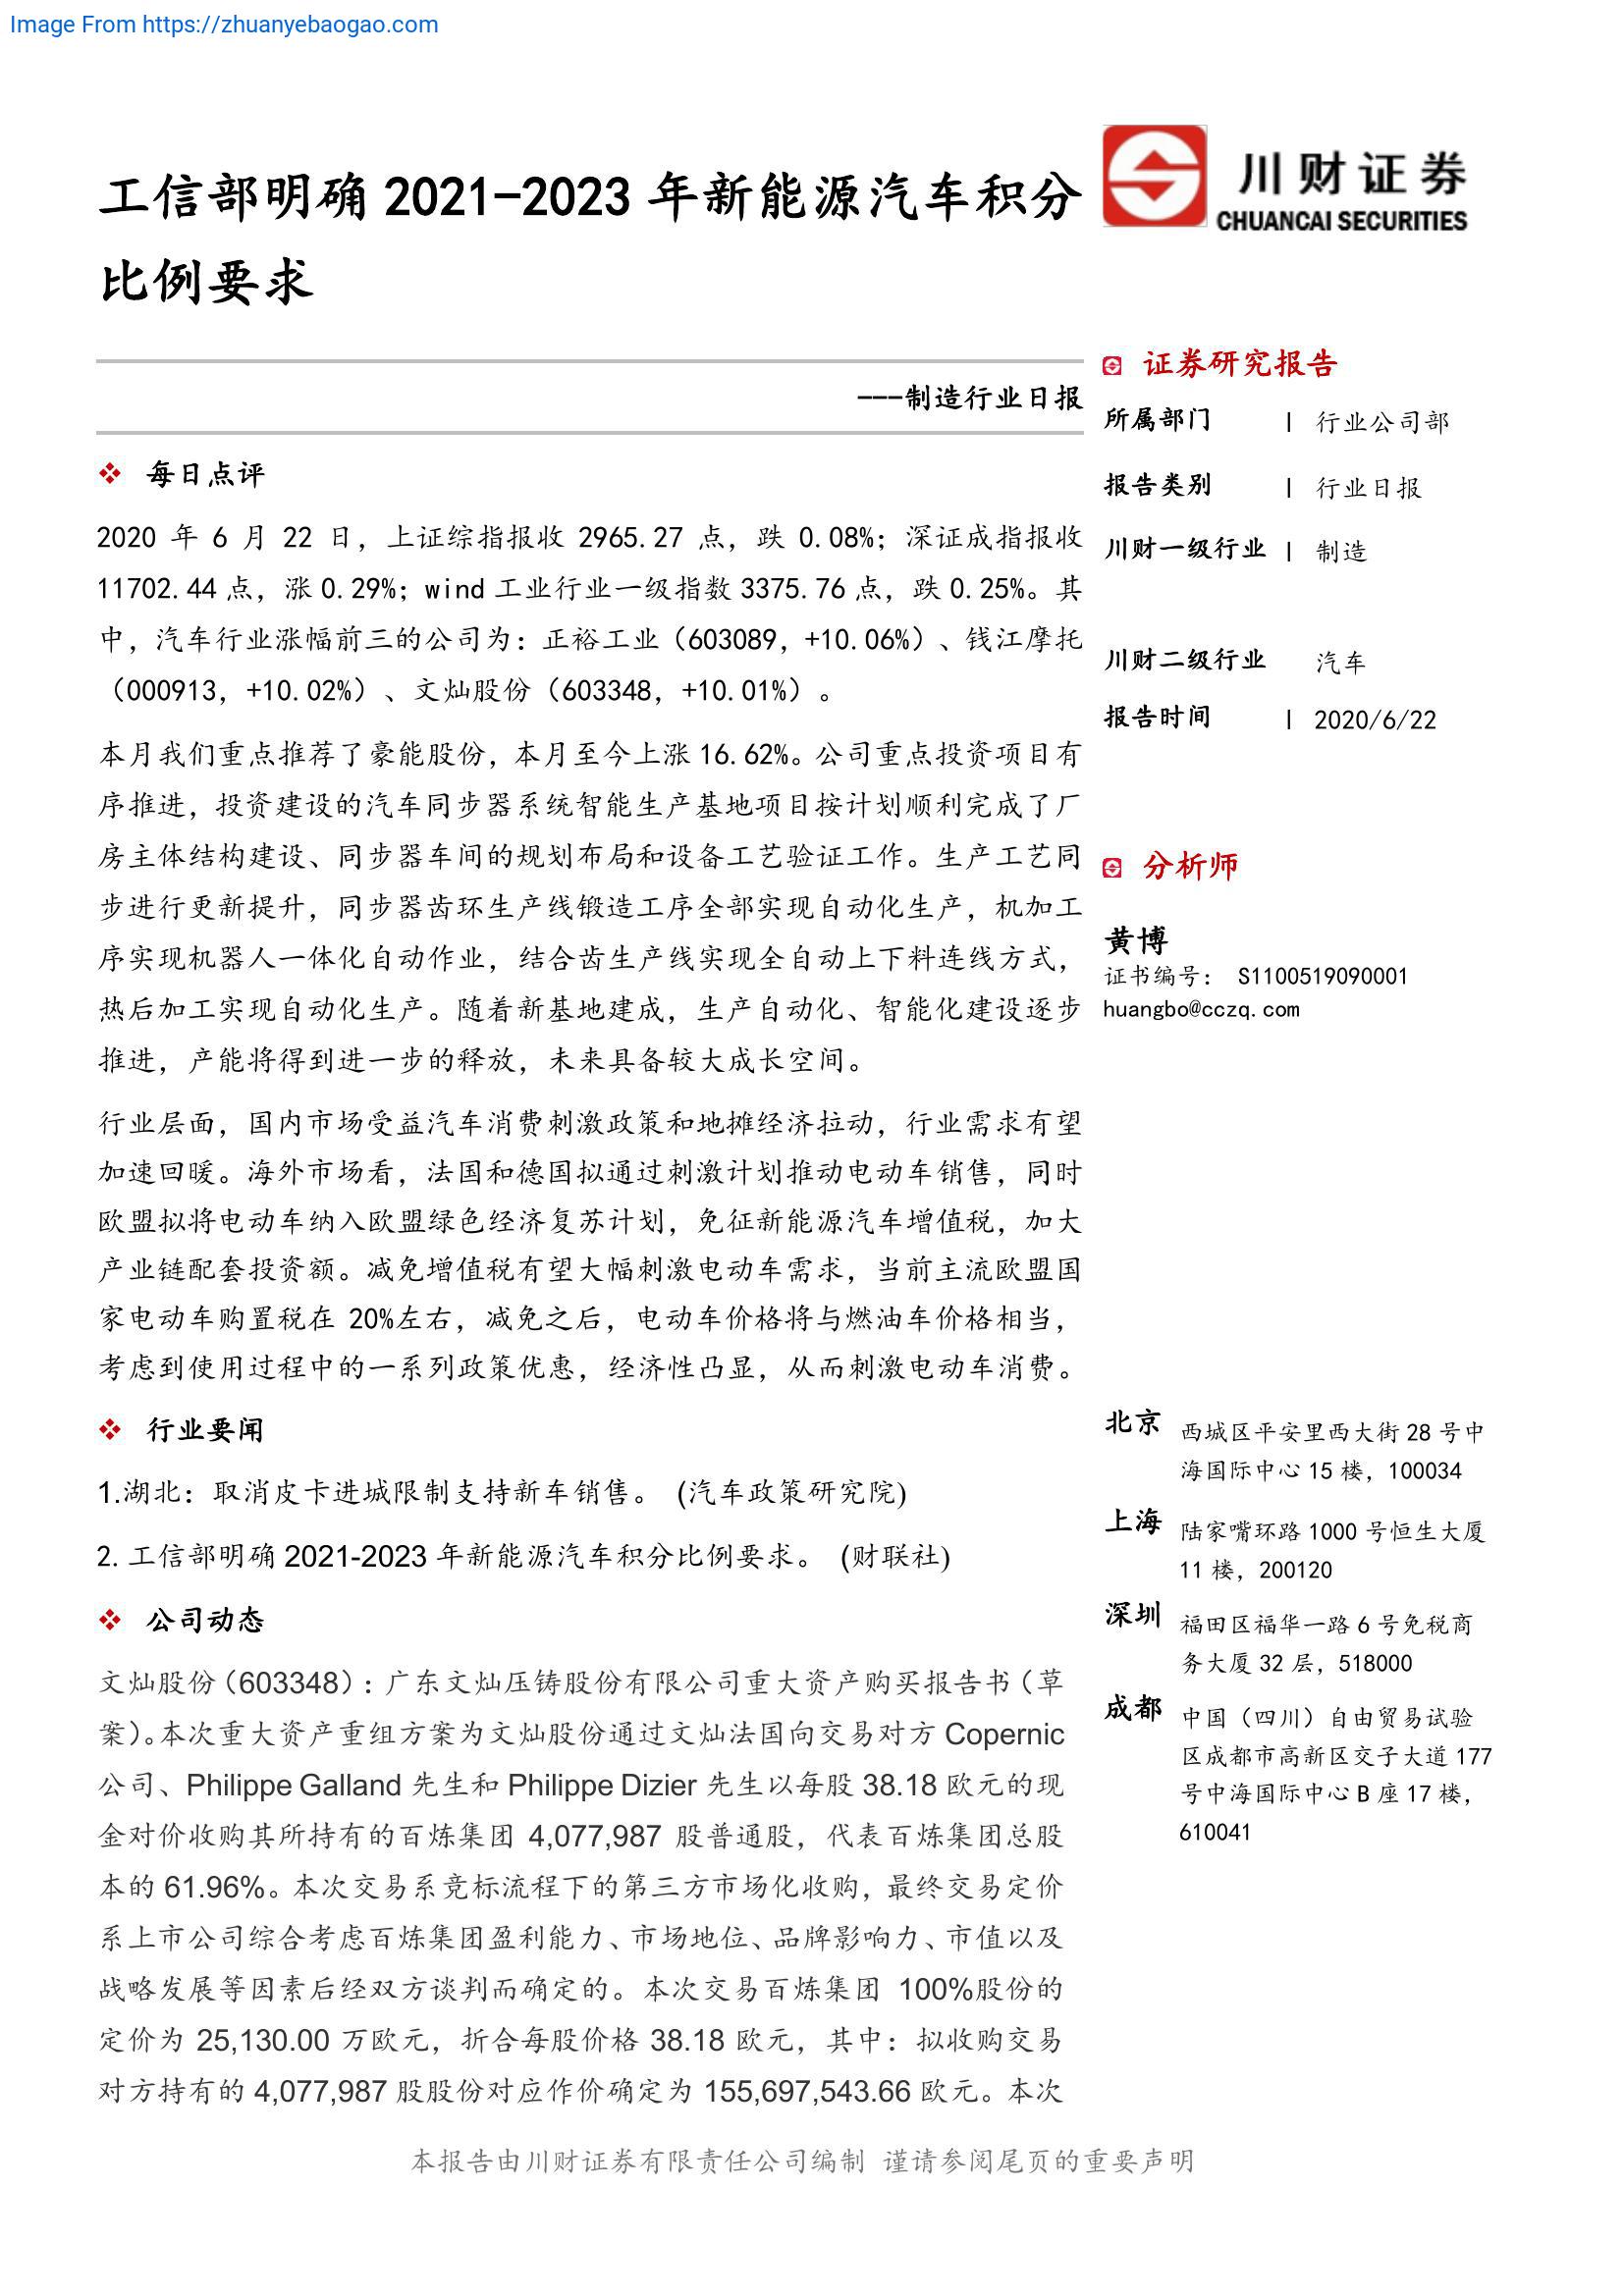 Image From https://zhuanyebaogao.com
工信部明确 2021-2023 年新能源汽车积分
比例要求
川财证券
CHUANCAI SECURITIES
---制造行业日报
每日点评
2020 年 6 月 22 日，上证综指报收 2965.27 点，跌 0.08%；深证成指报收
11702.44 点，涨 0.29%；wind 工业行业一级指数 3375.76 点，跌 0.25%。其
中，汽车行业涨幅前三的公司为：正裕工业（603089，+10.06%）、钱江摩托
（000913，+10.02%）、文灿股份（603348，+10.01%）。
本月我们重点推荐了豪能股份，本月至今上涨 16.62%。公司重点投资项目有
序推进，投资建设的汽车同步器系统智能生产基地项目按计划顺利完成了厂
房主体结构建设、同步器车间的规划布局和设备工艺验证工作。生产工艺同
步进行更新提升，同步器齿环生产线锻造工序全部实现自动化生产，机加工
序实现机器人一体化自动作业，结合齿生产线实现全自动上下料连线方式，
热后加工实现自动化生产。随着新基地建成，生产自动化、智能化建设逐步
推进，产能将得到进一步的释放，未来具备较大成长空间。
行业层面，国内市场受益汽车消费刺激政策和地摊经济拉动，行业需求有望
加速回暖。海外市场看，法国和德国拟通过刺激计划推动电动车销售，同时
欧盟拟将电动车纳入欧盟绿色经济复苏计划，免征新能源汽车增值税，加大
产业链配套投资额。减免增值税有望大幅刺激电动车需求，当前主流欧盟国
家电动车购置税在 20%左右，减免之后，电动车价格将与燃油车价格相当，
考虑到使用过程中的一系列政策优惠，经济性凸显，从而刺激电动车消费。
行业要闻
1.湖北：取消皮卡进城限制支持新车销售。 (汽车政策研究院)
2. 工信部明确 2021-2023 年新能源汽车积分比例要求。 (财联社)
公司动态
文灿股份（603348）：广东文灿压铸股份有限公司重大资产购买报告书（草
案）。本次重大资产重组方案为文灿股份通过文灿法国向交易对方 Copernic
公司、Philippe Galland 先生和 Philippe Dizier 先生以每股 38.18 欧元的现
金对价收购其所持有的百炼集团 4,077,987 股普通股，代表百炼集团总股
本的 61.96%。本次交易系竞标流程下的第三方市场化收购，最终交易定价
系上市公司综合考虑百炼集团盈利能力、市场地位、品牌影响力、市值以及
战略发展等因素后经双方谈判而确定的。本次交易百炼集团 100%股份的
定价为 25,130.00 万欧元，折合每股价格 38.18 欧元，其中：拟收购交易
对方持有的 4,077,987 股股份对应作价确定为 155,697,543.66 欧元。本次
证券研究报告
所属部门 | 行业公司部
报告类别 | 行业日报
川财一级行业 | 制造
川财二级行业 汽车
报告时间 | 2020/6/22
分析师
黄博
证书编号： S1100519090001
huangbo@cczq.com
北京 西城区平安里西大街 28 号中
海国际中心 15 楼，100034
上海 陆家嘴环路 1000 号恒生大厦
11 楼，200120
深圳 福田区福华一路 6 号免税商
务大厦 32 层，518000
成都 中国（四川）自由贸易试验
区成都市高新区交子大道 177
号中海国际中心 B 座 17 楼，
610041
本报告由川财证券有限责任公司编制 谨请参阅尾页的重要声明